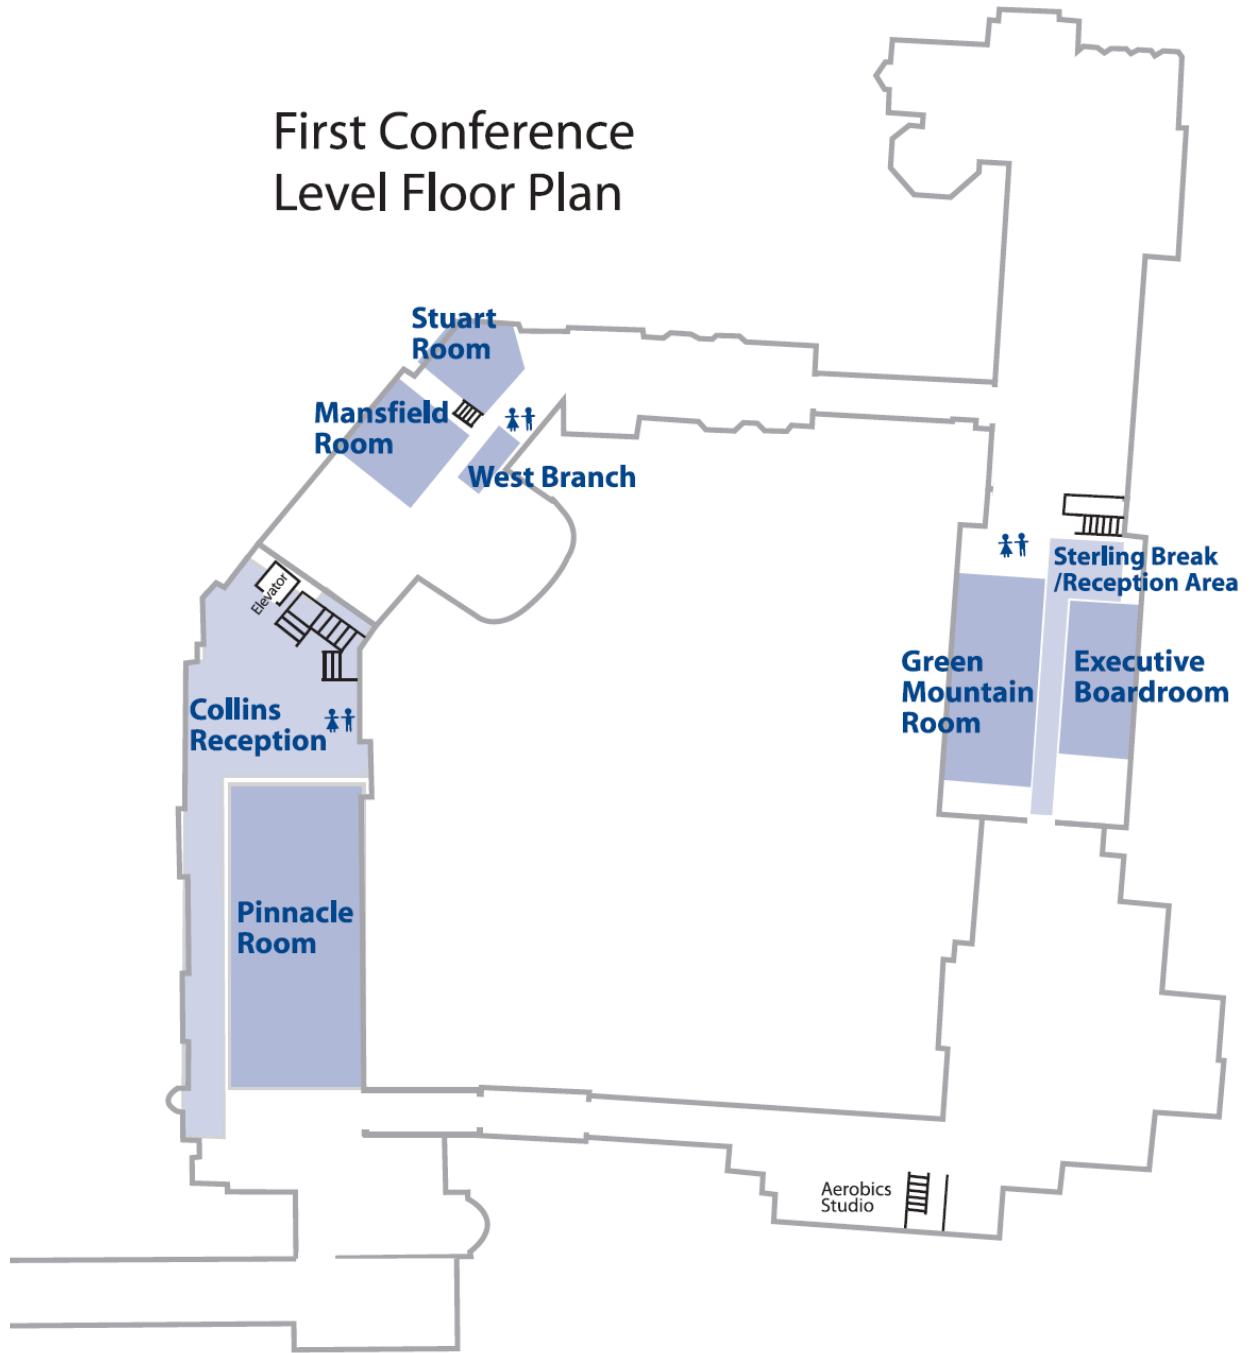 First Conference
Level Floor Plan
Stuart
Room
Mansfield
Room
West Branch
Elevator
Sterling Break
/Reception Area
Green
Mountain
Room
Executive
Boardroom
Collins
Reception
Pinnacle
Room
Aerobics
Studio